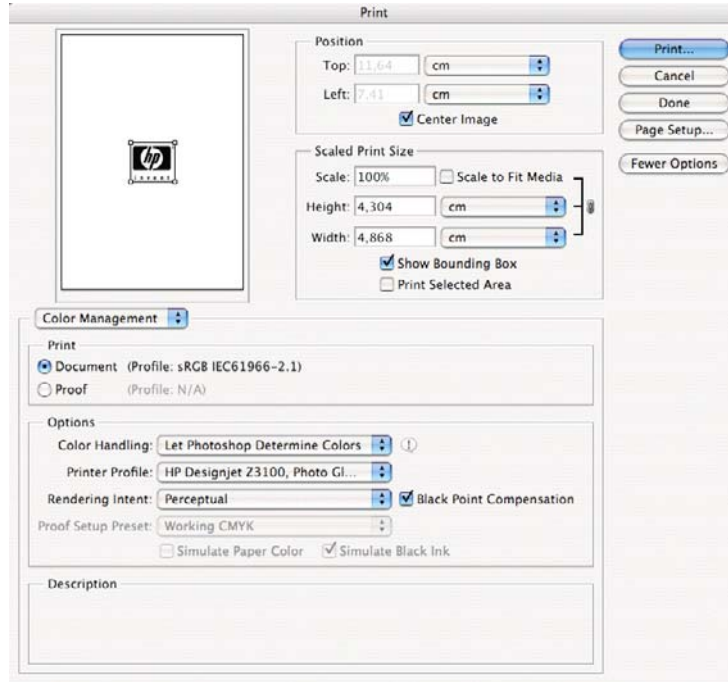 Print
Position
Top: 11,64 cm
Left: 7,41 cm
Center Image
Scaled Print Size
Scale: 100% Scale to Fit Media
Height: 4,304 cm
Width: 4,868 cm
Show Bounding Box
Print Selected Area
Print...
Cancel
Done
Page Setup...
Fewer Options
hp
invent
Color Management
Print
Document (Profile: sRGB IEC61966-2.1)
Proof (Profile: N/A)
Options
Color Handling: Let Photoshop Determine Colors
Printer Profile: HP Designjet Z3100, Photo Gl...
Rendering Intent: Perceptual Black Point Compensation
Proof Setup Preset: Working CMYK
Simulate Paper Color Simulate Black Ink
Description